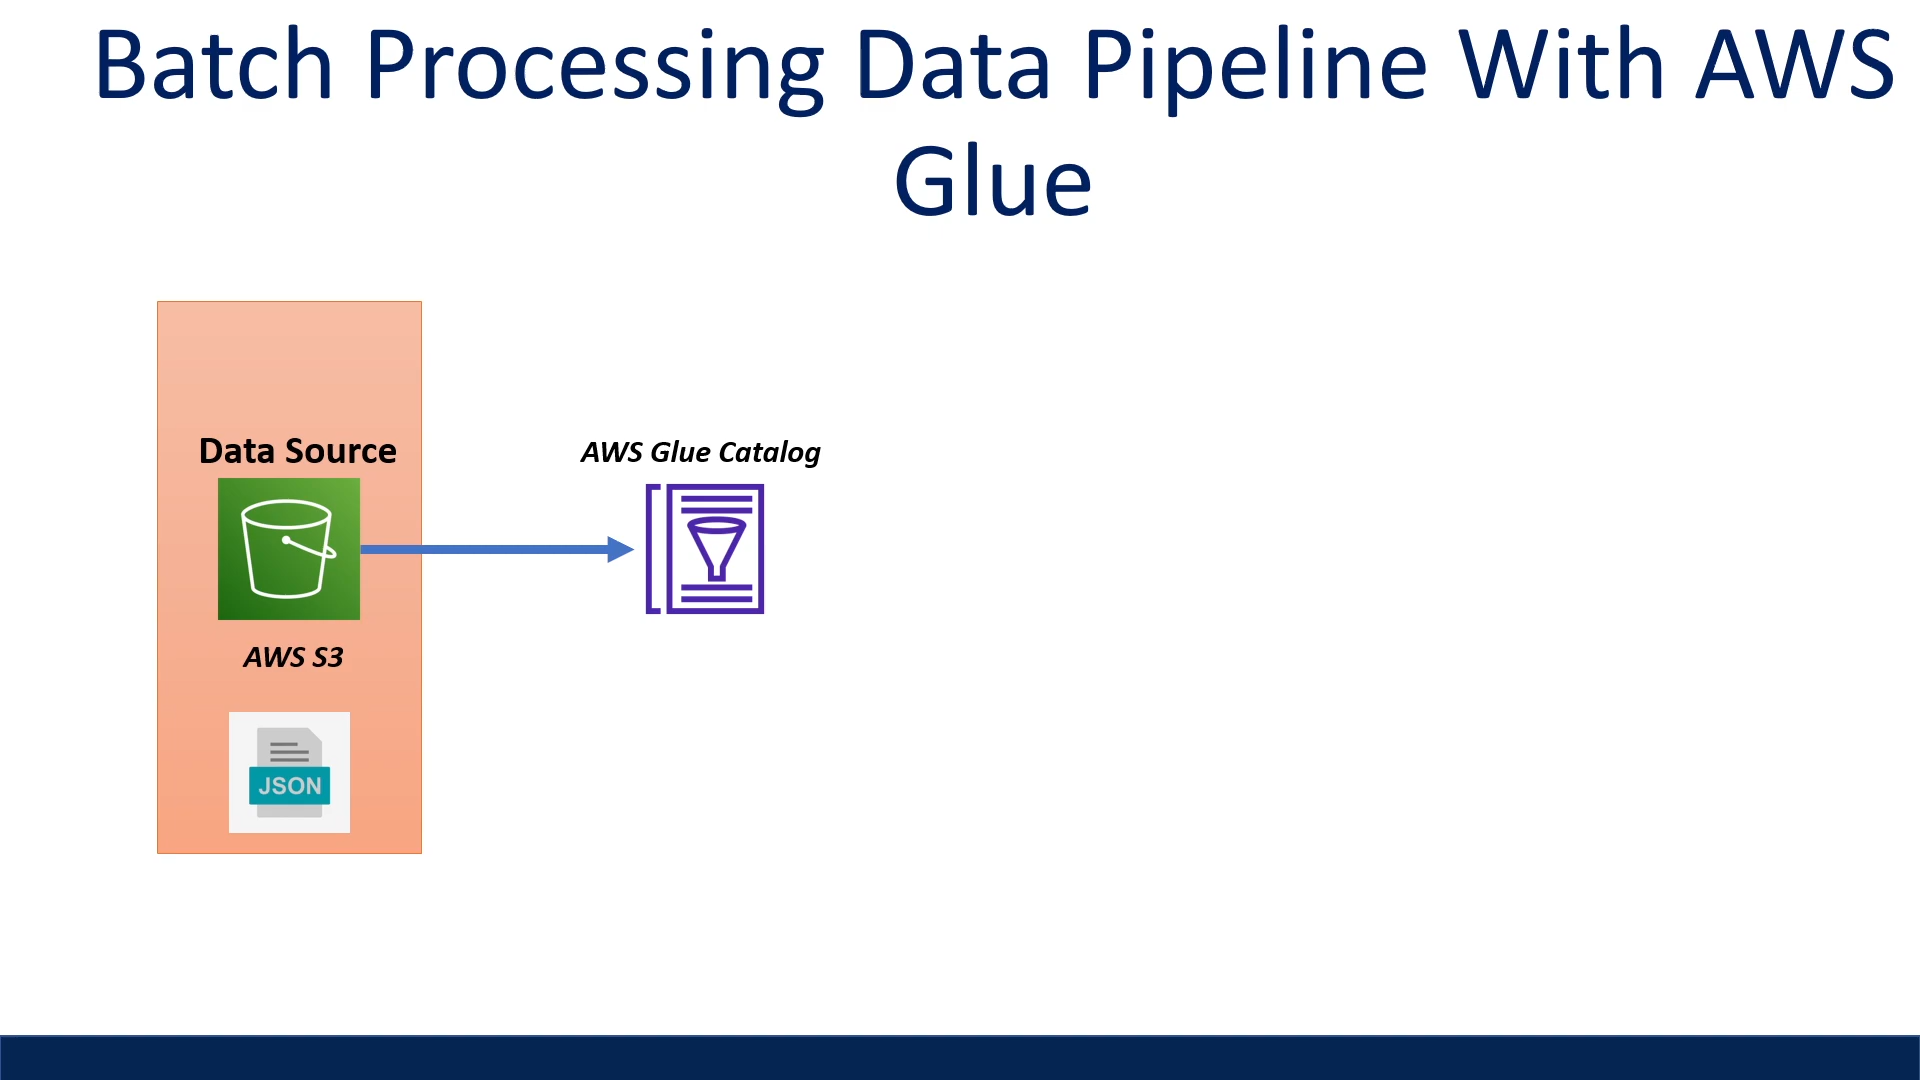 Batch Processing Data Pipeline With AWS
Glue
Data Source
AWS Glue Catalog
AWS S3
JSON